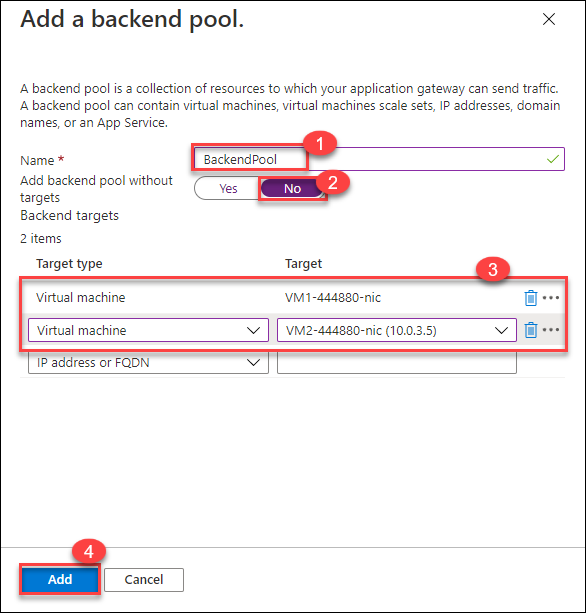 Add a backend pool.
A backend pool is a collection of resources to which your application gateway can send traffic.
A backend pool can contain virtual machines, virtual machines scale sets, IP addresses, domain
names, or an App Service.
1
Name * BackendPool
2
Add backend pool without
targets
Yes No
Backend targets
2 items
3
Target type Target
Virtual machine VM1-444880-nic
Virtual machine VM2-444880-nic (10.0.3.5)
IP address or FQDN
4
Add Cancel